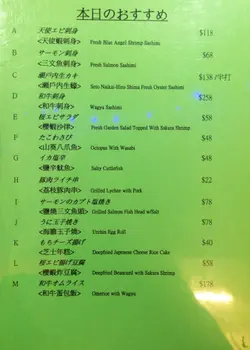 本日のおすすめ
A 天使エビ刺身 $118
<天使蝦刺身> Fresh Blue Angel Shrimp Sashimi
B サーモン刺身 $68
<三文魚刺身> Fresh Salmon Sashimi
C 瀬戸内生カキ $138 /半打
<瀬戸内生蠔> Seto Naikai-Hiro Shima Fresh Oyster Sashimi
D 和牛刺身 $258
<和牛刺身> Wagyu Sashimi
E 桜エビサラダ $58
<櫻蝦沙律> Fresh Garden Salad Topped With Sakura Shrimp
F たこわさび $48
<山葵八爪魚> Octopus With Wasabi
G イカ塩辛 $48
<鹽辛魷魚> Salty Cuttlefish
H 豚肉ライチ串 $22
<荔枝豚肉串> Grilled Lychee with Pork
I サーモンのカブト塩焼き $78
<鹽燒三文魚頭> Grilled Salmon Fish Head w/salt
J うに玉子焼き $78
<海膽玉子燒> Urchin Egg Roll
K もちチーズ揚げ $40
<芝士年糕> Deepfried Japanese Cheese Rice Cake
L 桜エビ揚げ豆腐 $58
<櫻蝦炸豆腐> Deepfried Beancurd with Sakura Shrimp
M 和牛オムライス $178
<和牛蛋包飯> Omerice with Wagyu